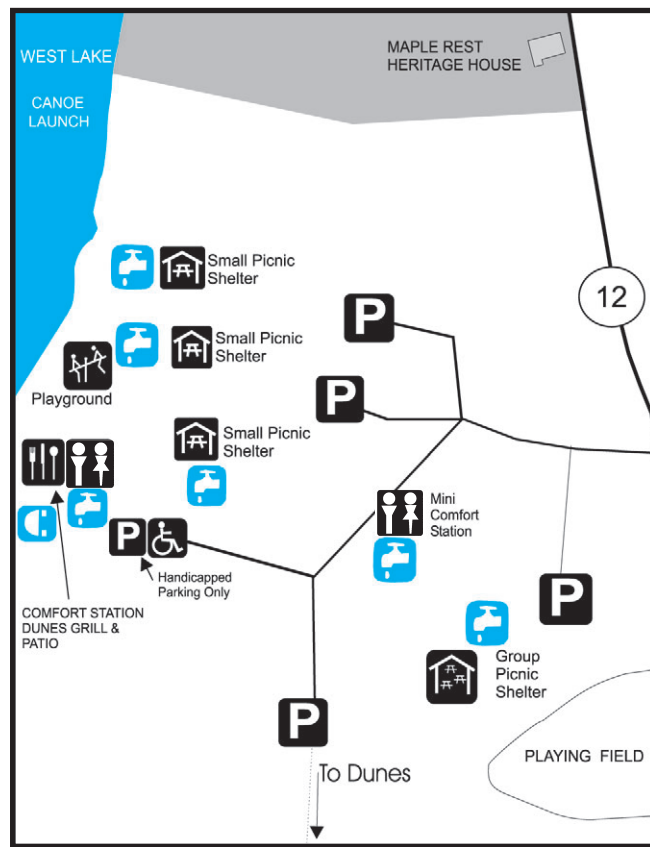 WEST LAKE
CANOE
LAUNCH
MAPLE REST
HERITAGE HOUSE
12
Small Picnic
Shelter
P
Small Picnic
Shelter
Playground
P
Small Picnic
Shelter
Mini
Comfort
Station
P
Handicapped
Parking Only
COMFORT STATION
DUNES GRILL &
PATIO
P
Group
Picnic
Shelter
P
PLAYING FIELD
To Dunes